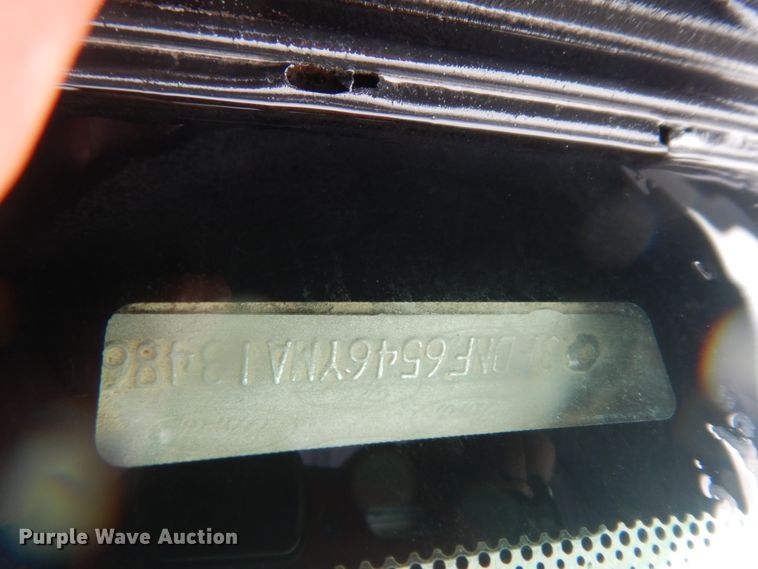 3FDNF6546YMA13486
Purple Wave Auction